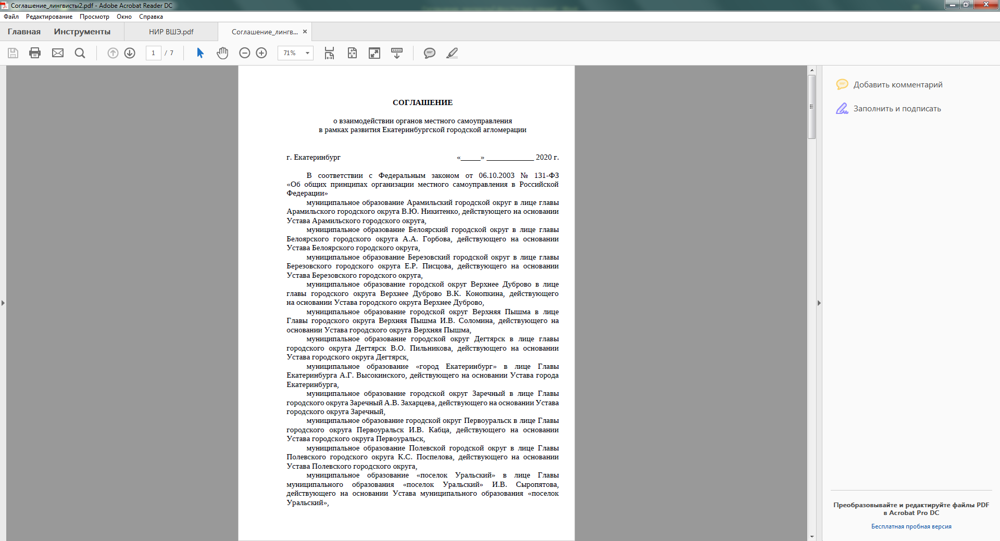 Соглашение_лингвисты2.pdf - Adobe Acrobat Reader DC
Файл Редактирование Просмотр Окно Справка
Главная Инструменты НИР ВШЭ.pdf Соглашение_лингв... ×
1 / 7 71%
СОГЛАШЕНИЕ
о взаимодействии органов местного самоуправления
в рамках развития Екатеринбургской городской агломерации
г. Екатеринбург «_____» ____________ 2020 г.
В соответствии с Федеральным законом от 06.10.2003 № 131-ФЗ
«Об общих принципах организации местного самоуправления в Российской
Федерации»
муниципальное образование Арамильский городской округ в лице главы
Арамильского городского округа В.Ю. Никитенко, действующего на основании
Устава Арамильского городского округа,
муниципальное образование Белоярский городской округ в лице главы
Белоярского городского округа А.А. Горбова, действующего на основании
Устава Белоярского городского округа,
муниципальное образование Березовский городской округ в лице главы
Березовского городского округа Е.Р. Писцова, действующего на основании
Устава Березовского городского округа,
муниципальное образование городской округ Верхнее Дуброво в лице
главы городского округа Верхнее Дуброво В.К. Конопкина, действующего
на основании Устава городского округа Верхнее Дуброво,
муниципальное образование городской округ Верхняя Пышма в лице
Главы городского округа Верхняя Пышма И.В. Соломина, действующего на
основании Устава городского округа Верхняя Пышма,
муниципальное образование городской округ Дегтярск в лице главы
городского округа Дегтярск В.О. Пильникова, действующего на основании
Устава городского округа Дегтярск,
муниципальное образование «город Екатеринбург» в лице Главы
Екатеринбурга А.Г. Высокинского, действующего на основании Устава города
Екатеринбурга,
муниципальное образование городской округ Заречный в лице Главы
городского округа Заречный А.В. Захарцева, действующего на основании Устава
городского округа Заречный,
муниципальное образование городской округ Первоуральск в лице Главы
городского округа Первоуральск И.В. Кабца, действующего на основании
Устава городского округа Первоуральск,
муниципальное образование Полевской городской округ в лице Главы
Полевского городского округа К.С. Поспелова, действующего на основании
Устава Полевского городского округа,
муниципальное образование «поселок Уральский» в лице Главы
муниципального образования «поселок Уральский» И.В. Сыропятова,
действующего на основании Устава муниципального образования «поселок
Уральский»,
Добавить комментарий
Заполнить и подписать
Преобразовывайте и редактируйте файлы PDF
в Acrobat Pro DC
Бесплатная пробная версия